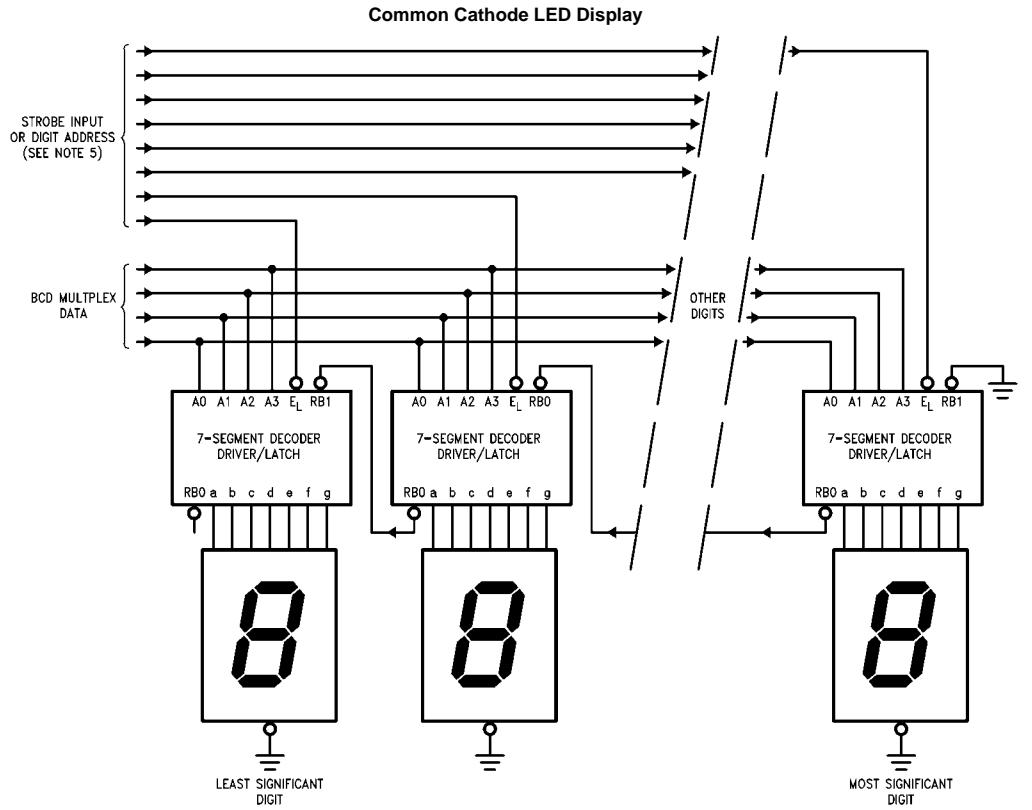 Common Cathode LED Display
STROBE INPUT
OR DIGIT ADDRESS
(SEE NOTE 5)
BCD MULTPLEX
DATA
OTHER
DIGITS
A0 A1 A2 A3 EL RB1
7-SEGMENT DECODER
DRIVER/LATCH
RB0 a b c d e f g
A0 A1 A2 A3 EL RB0
7-SEGMENT DECODER
DRIVER/LATCH
RB0 a b c d e f g
A0 A1 A2 A3 EL RB1
7-SEGMENT DECODER
DRIVER/LATCH
RB0 a b c d e f g
8
8
8
LEAST SIGNIFICANT
DIGIT
MOST SIGNIFICANT
DIGIT